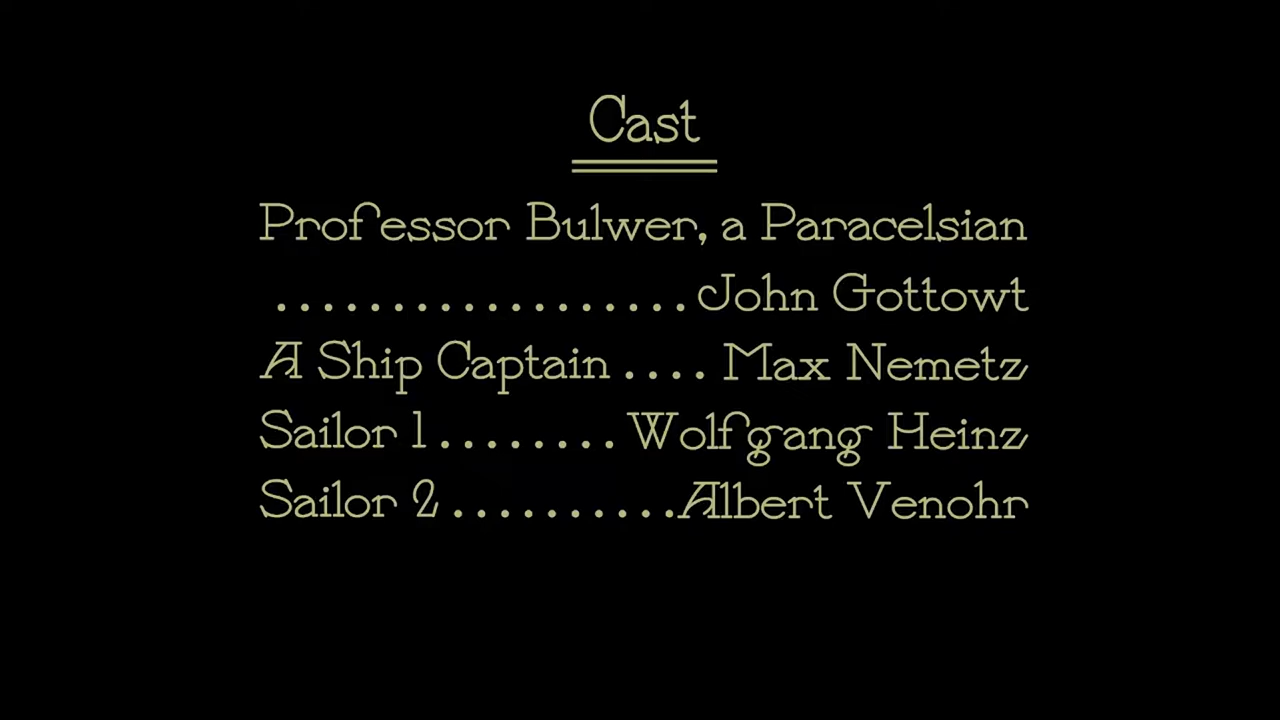 Cast
Professor Bulwer, a Paracelsian
..................John Gottowt
A Ship Captain .... Max Nemetz
Sailor 1 ........ Wolfgang Heinz
Sailor 2 ..........Albert Venohr